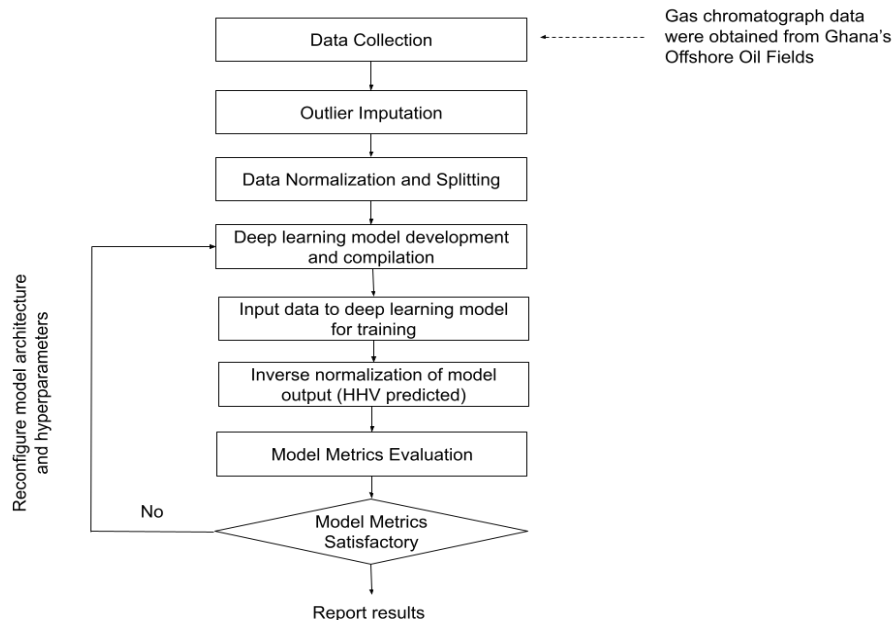 Gas chromatograph data
were obtained from Ghana's
Offshore Oil Fields
Data Collection
Outlier Imputation
Data Normalization and Splitting
Deep learning model development
and compilation
Input data to deep learning model
for training
Inverse normalization of model
output (HHV predicted)
Model Metrics Evaluation
Model Metrics
Satisfactory
No
Reconfigure model architecture
and hyperparameters
Report results